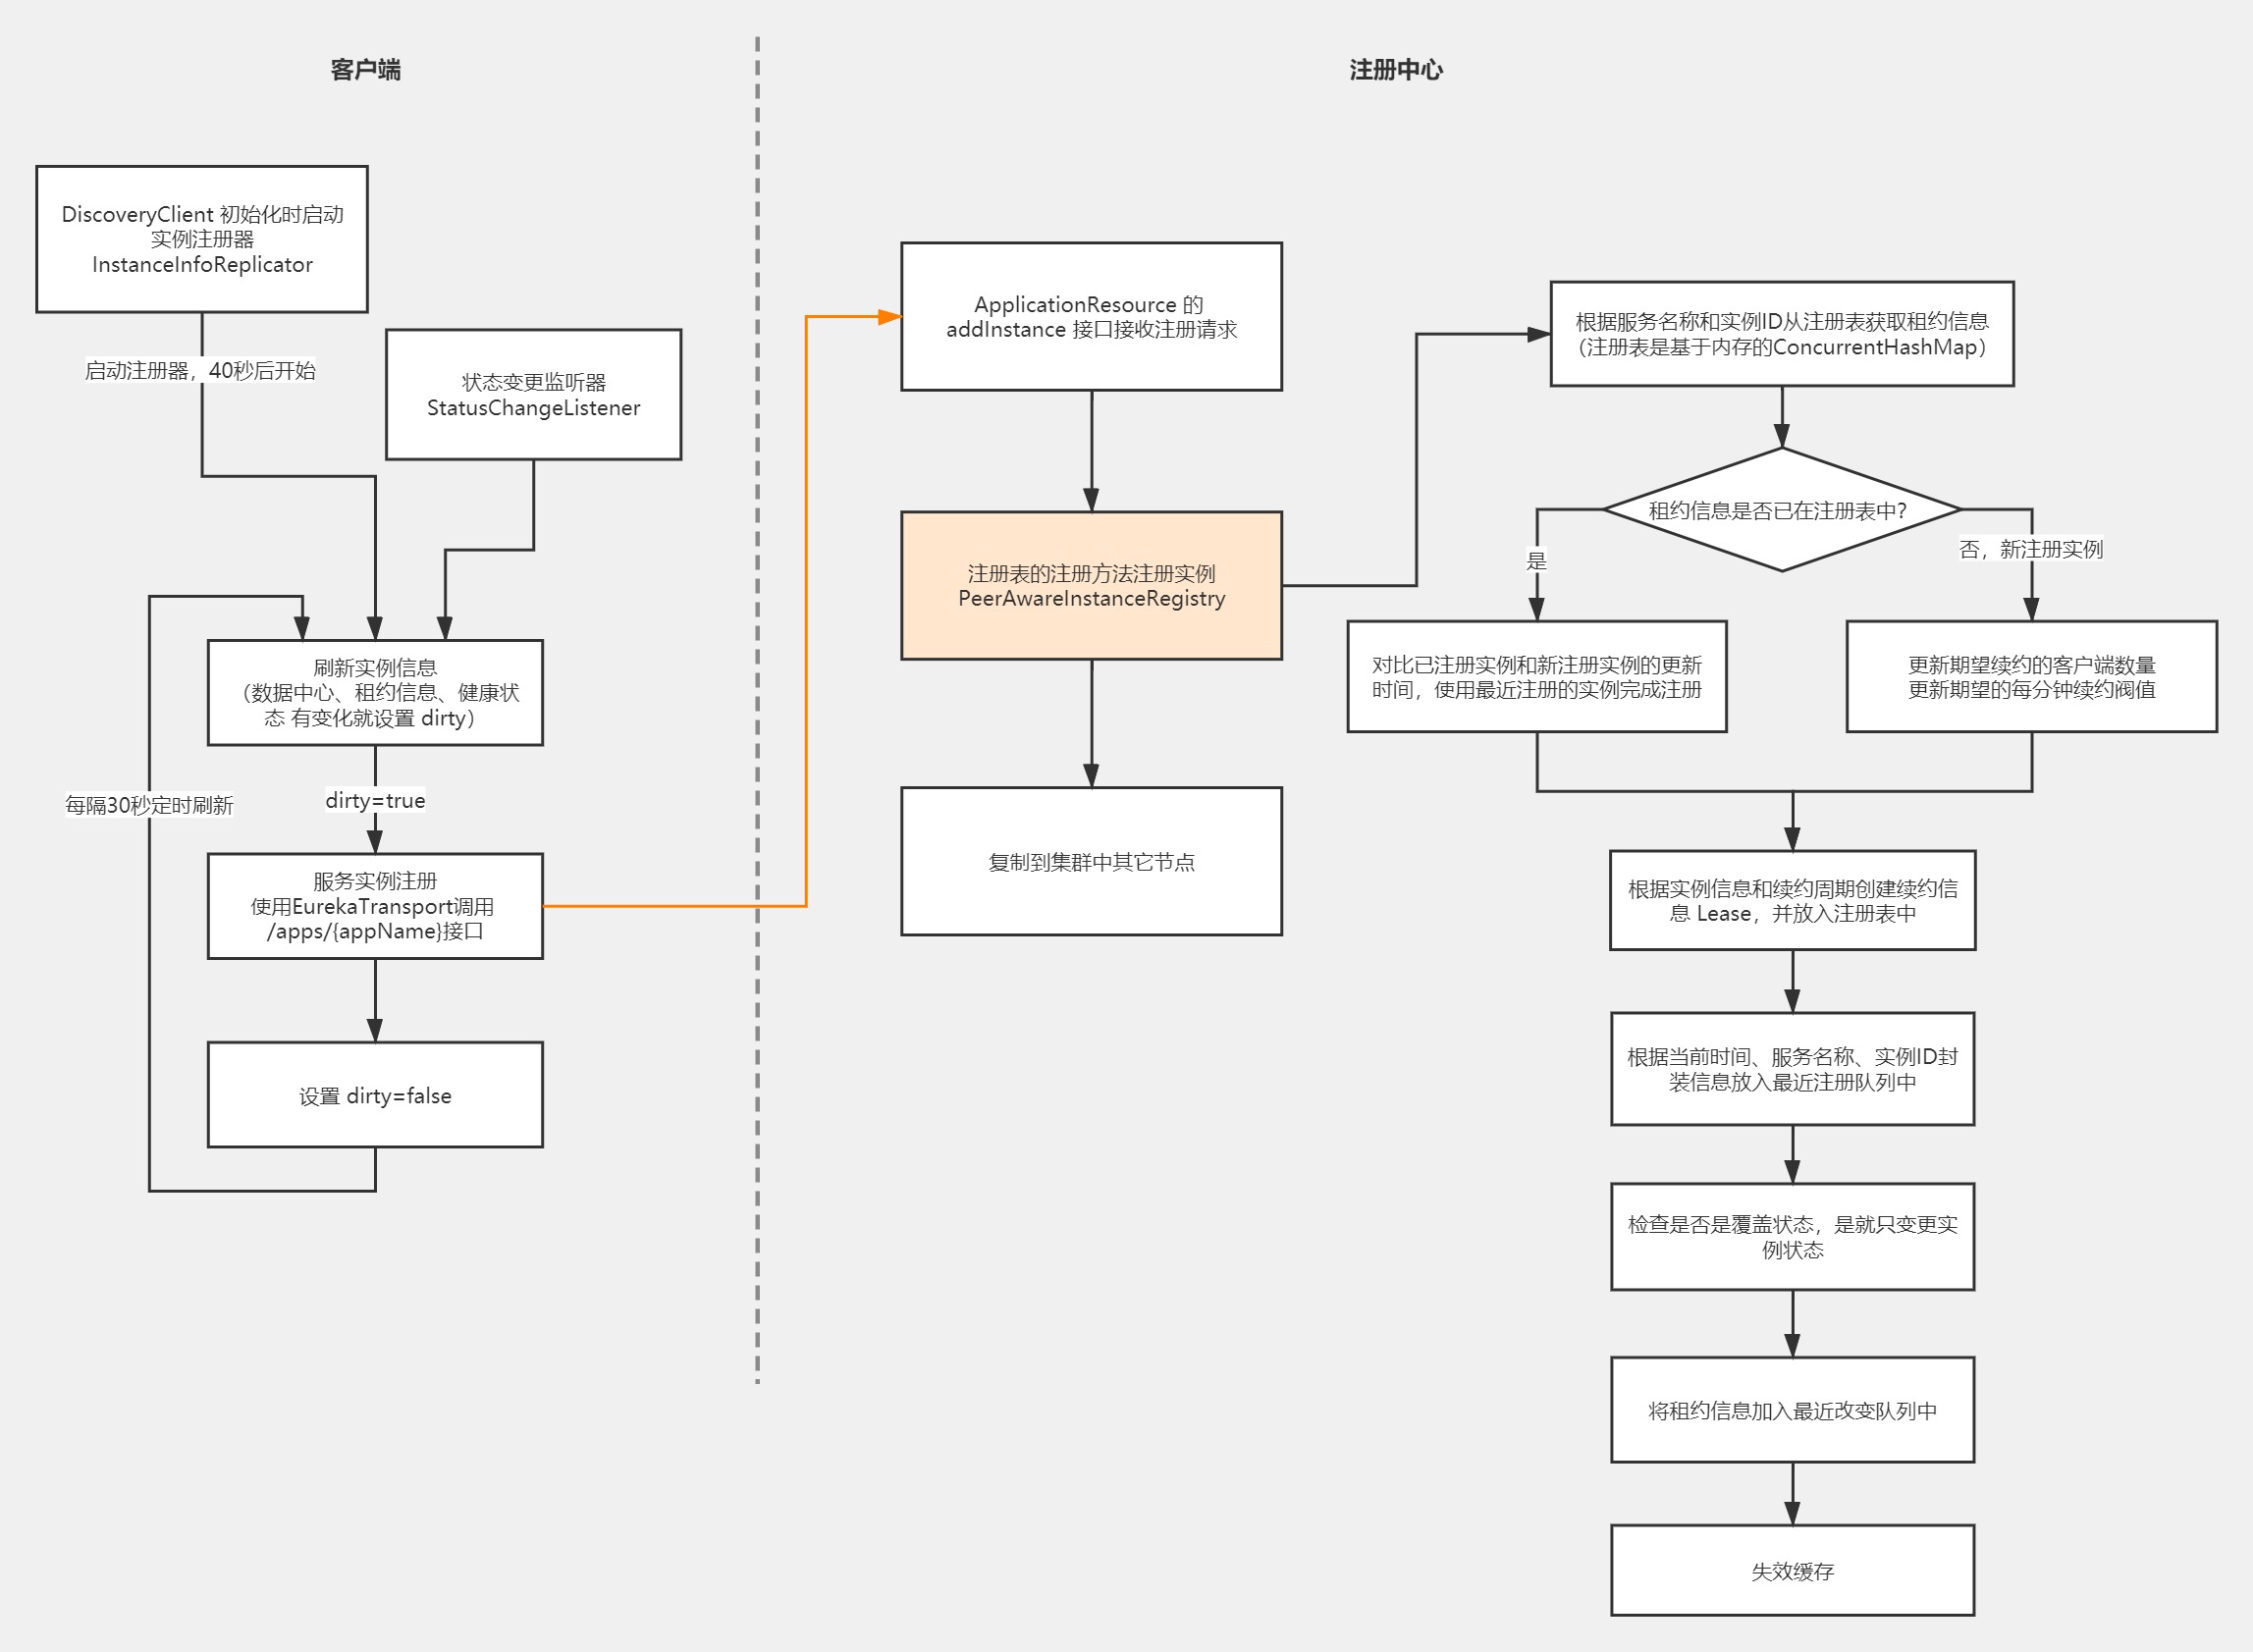 客户端
注册中心
DiscoveryClient 初始化时启动
实例注册器
InstanceInfoReplicator
启动注册器，40秒后开始
状态变更监听器
StatusChangeListener
刷新实例信息
（数据中心、租约信息、健康状
态 有变化就设置 dirty）
每隔30秒定时刷新
dirty=true
服务实例注册
使用EurekaTransport调用
/apps/{appName}接口
设置 dirty=false
ApplicationResource 的
addInstance 接口接收注册请求
注册表的注册方法注册实例
PeerAwareInstanceRegistry
复制到集群中其它节点
根据服务名称和实例ID从注册表获取租约信息
（注册表是基于内存的ConcurrentHashMap）
租约信息是否已在注册表中？
是
否，新注册实例
对比已注册实例和新注册实例的更新
时间，使用最近注册的实例完成注册
更新期望续约的客户端数量
更新期望的每分钟续约阀值
根据实例信息和续约周期创建续约信
息 Lease，并放入注册表中
根据当前时间、服务名称、实例ID封
装信息放入最近注册队列中
检查是否是覆盖状态，是就只变更实
例状态
将租约信息加入最近改变队列中
失效缓存